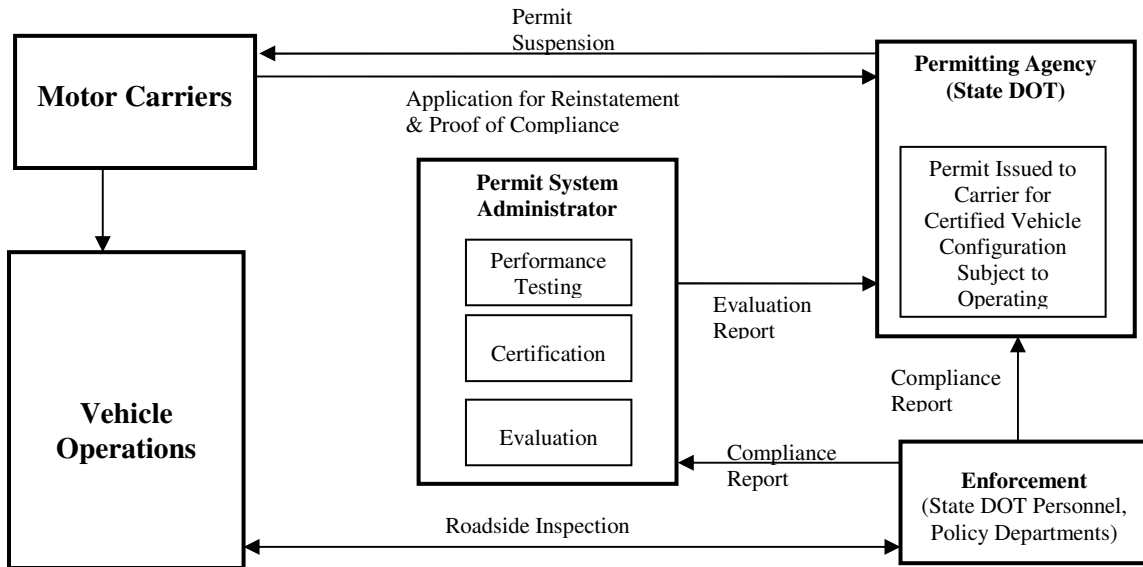 Permit
Suspension
Motor Carriers
Permitting Agency
(State DOT)
Application for Reinstatement
& Proof of Compliance
Permit Issued to
Carrier for
Certified Vehicle
Configuration
Subject to
Operating
Permit System
Administrator
Performance
Testing
Certification
Evaluation
Evaluation
Report
Compliance
Report
Vehicle
Operations
Compliance
Report
Enforcement
(State DOT Personnel,
Policy Departments)
Roadside Inspection